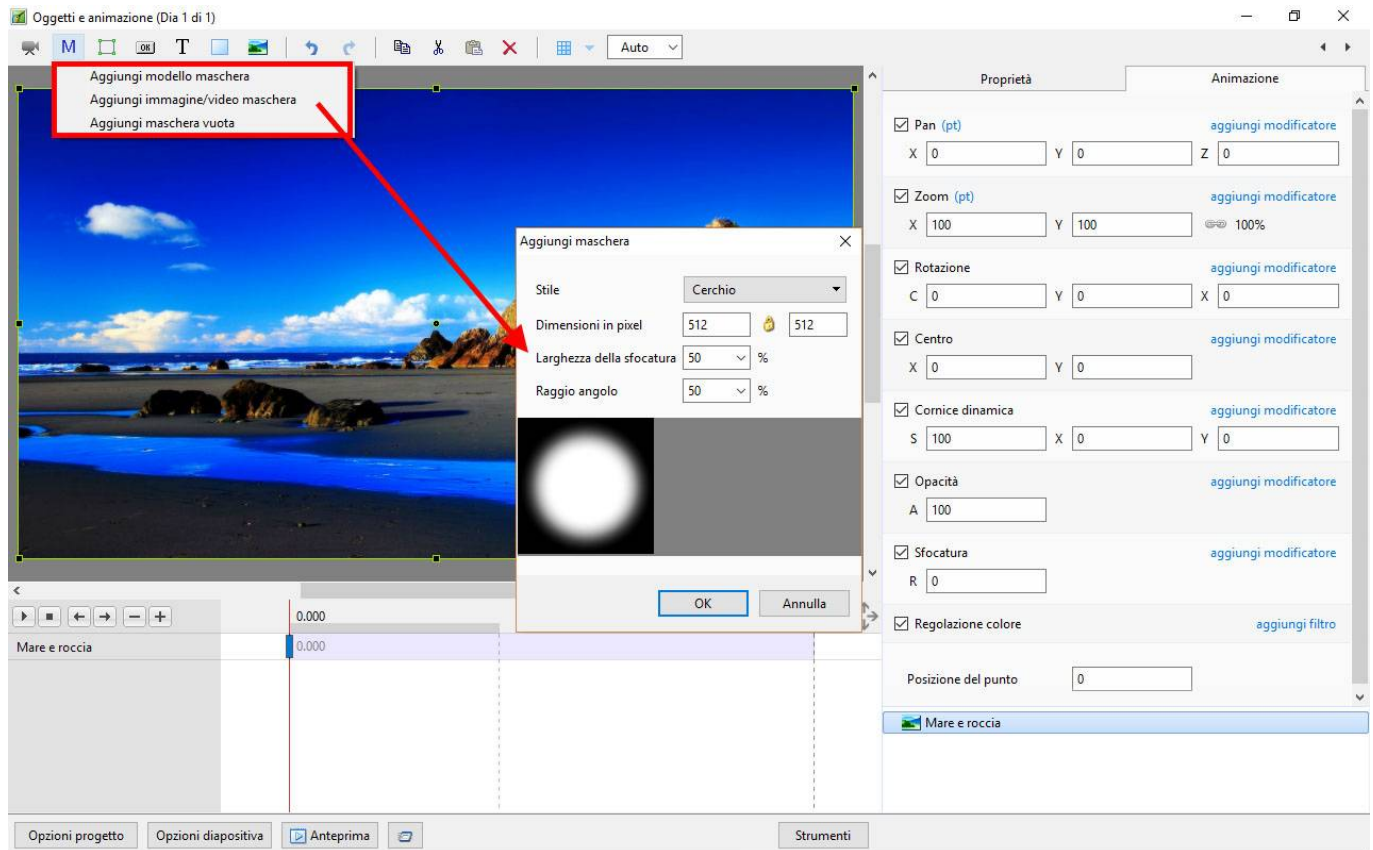 Oggetti e animazione (Dia 1 di 1)
M OK T Auto
Aggiungi modello maschera
Aggiungi immagine/video maschera
Aggiungi maschera vuota
Aggiungi maschera
Stile Cerchio
Dimensioni in pixel 512 512
Larghezza della sfocatura 50 %
Raggio angolo 50 %
OK Annulla
0.000
Mare e roccia 0.000
Proprietà Animazione
Pan (pt) aggiungi modificatore
X 0 Y 0 Z 0
Zoom (pt) aggiungi modificatore
X 100 Y 100 100%
Rotazione aggiungi modificatore
C 0 Y 0 X 0
Centro aggiungi modificatore
X 0 Y 0
Cornice dinamica aggiungi modificatore
S 100 X 0 Y 0
Opacità aggiungi modificatore
A 100
Sfocatura aggiungi modificatore
R 0
Regolazione colore aggiungi filtro
Posizione del punto 0
Mare e roccia
Opzioni progetto Opzioni diapositiva Anteprima Strumenti